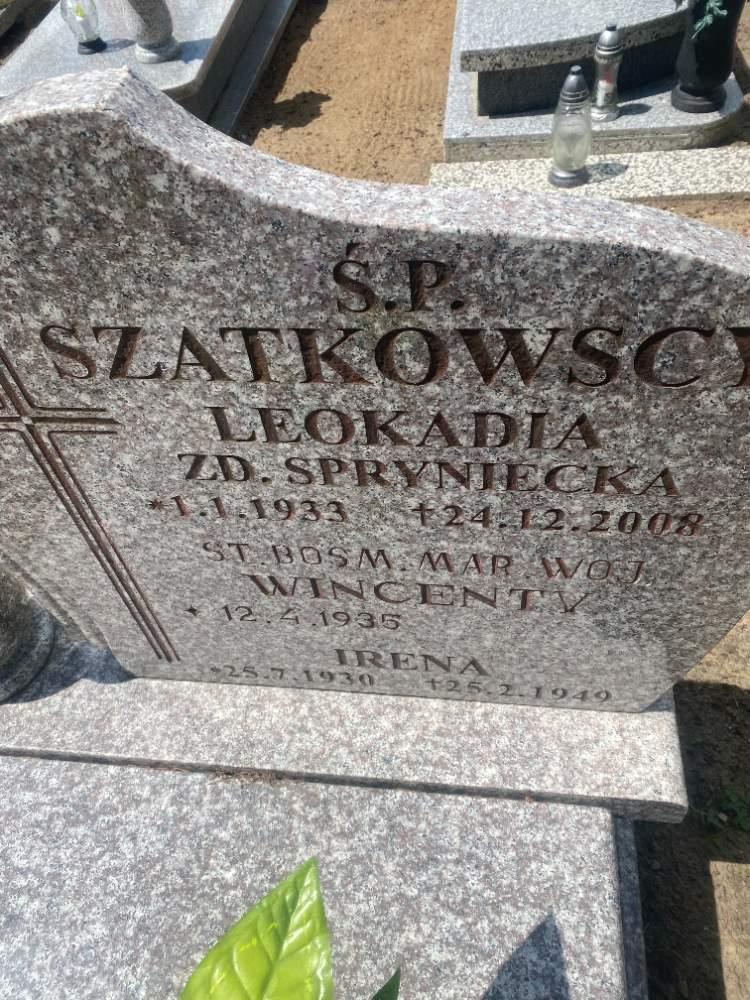 Ś.P.
SZATKOWSCY
LEOKADIA
ZD. SPRYNIECKA
*1.1.1933 †24.12.2008
ST. BOSM. MAR. WOJ.
WINCENTY
*12.4.1935
IRENA
*25.7.1930 †25.2.1949